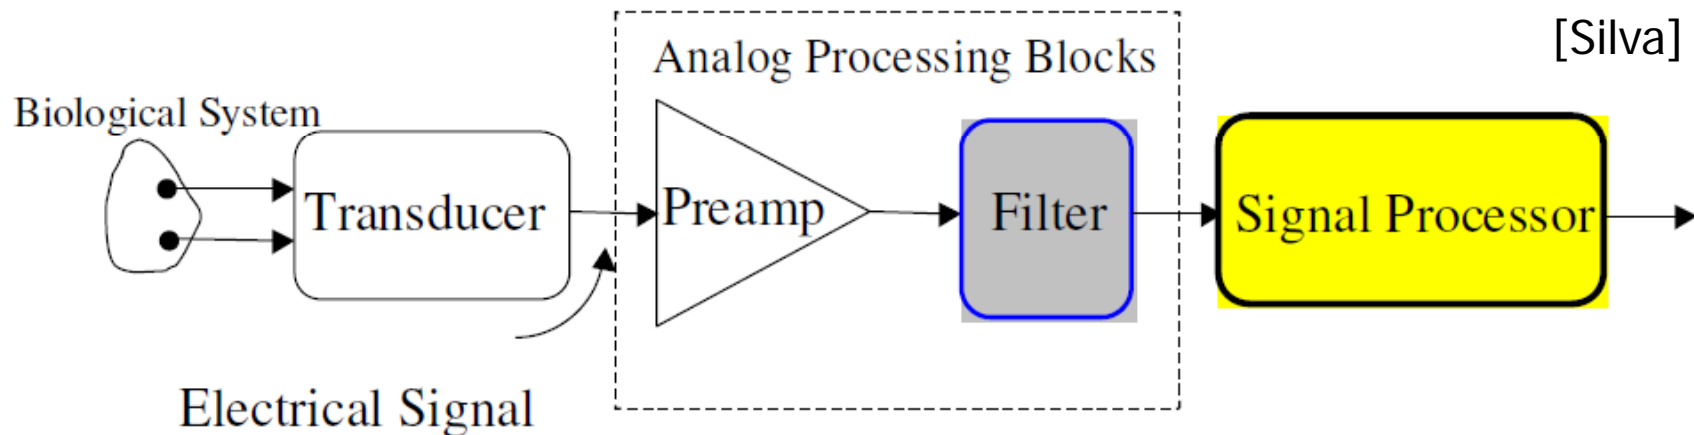 [Silva]
Analog Processing Blocks
Biological System
Transducer
Preamp
Filter
Signal Processor
Electrical Signal